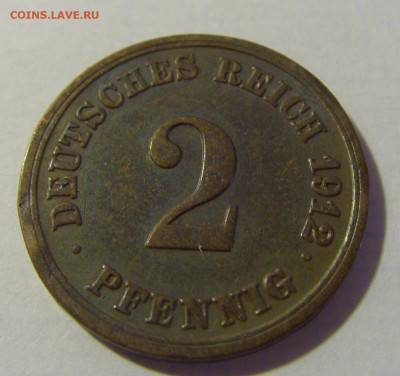 COINS.LAVE.RU
· DEUTSCHES REICH 1912 ·
2
PFENNIG